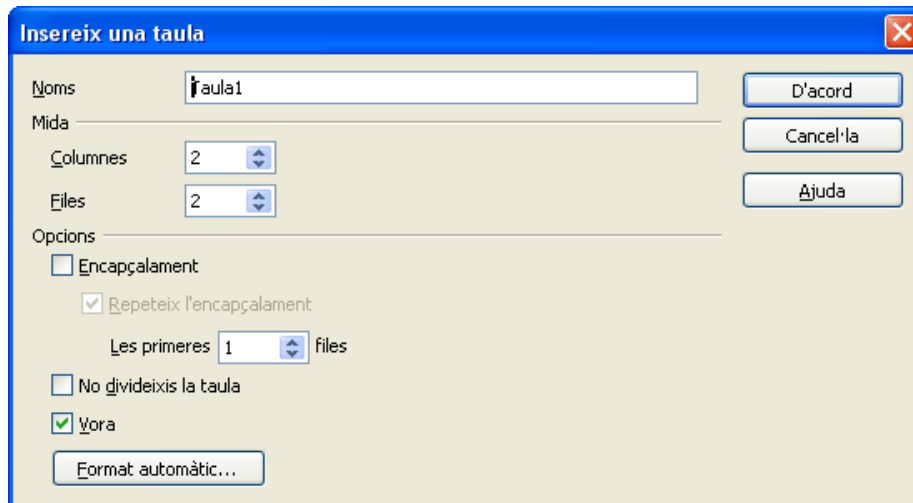 Insereix una taula
Noms Taula1
D'acord
Mida
Cancel·la
Columnes 2
Files 2
Ajuda
Opcions
Encapçalament
Repeteix l'encapçalament
Les primeres 1 files
No divideixis la taula
Vora
Format automàtic...